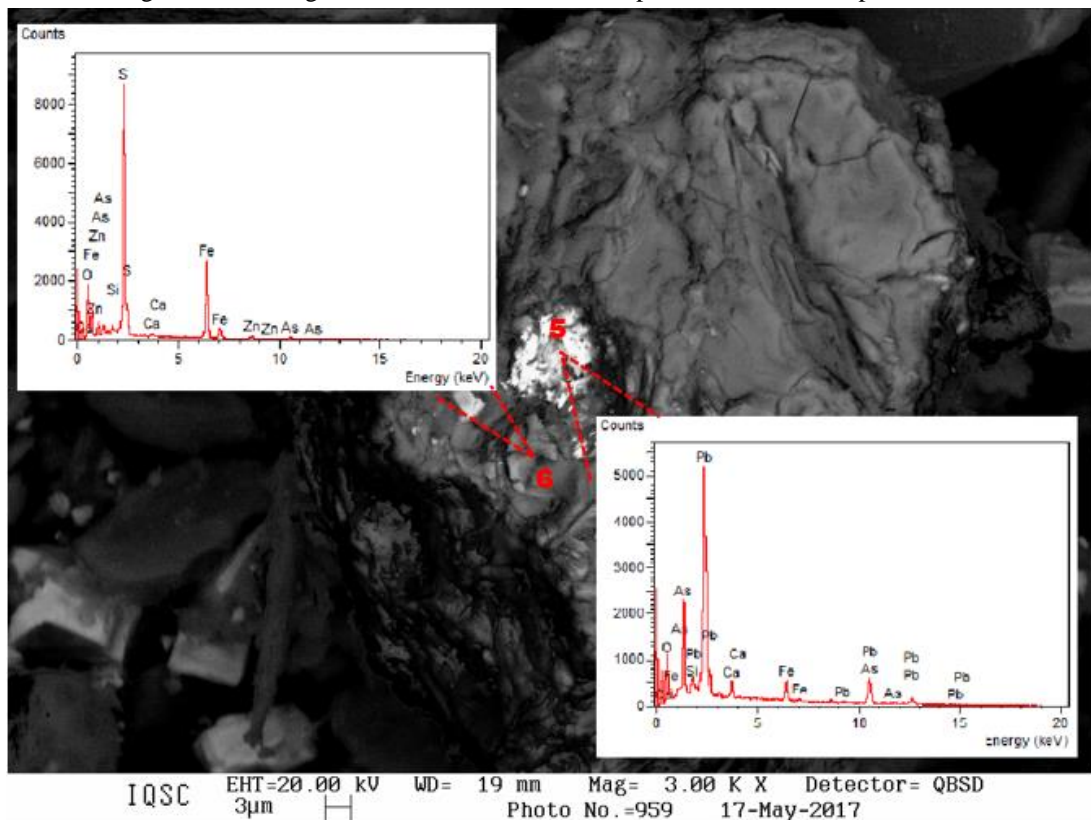 Counts
8000
6000
4000
2000
0
S
As
As
Zn
Fe
O
Zn
Si
S
Ca
Ca
Fe
Fe
Zn
Zn
As
As
0
5
10
15
20
Energy (keV)
5
6
Counts
5000
4000
3000
2000
1000
0
Pb
As
As
O
Fe
Pb
Si
Pb
Ca
Ca
Fe
Fe
Pb
Pb
As
As
Pb
Pb
Pb
Pb
0
5
10
15
20
Energy (keV)
IQSC
EHT=20.00 kV WD= 19 mm Mag= 3.00 K X Detector= QBSD
3µm
Photo No.=959 17-May-2017